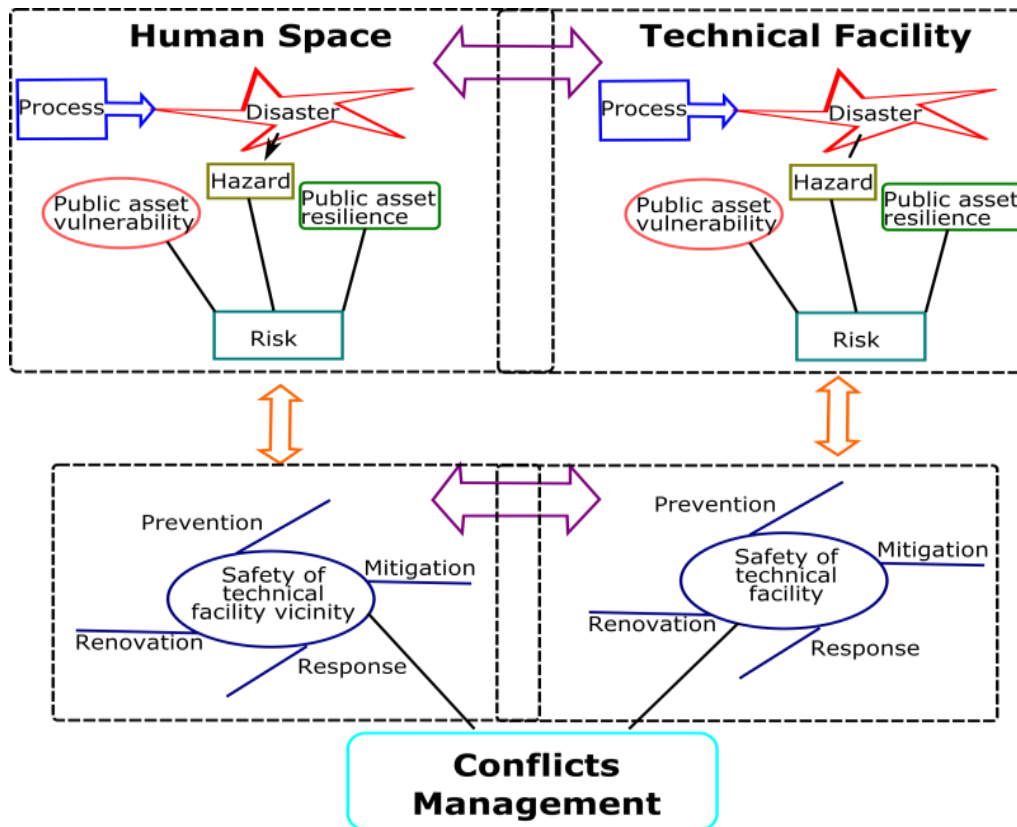 Human Space
Technical Facility
Process
Disaster
Process
Disaster
Hazard
Hazard
Public asset
vulnerability
Public asset
resilience
Public asset
vulnerability
Public asset
resilience
Risk
Risk
Prevention
Mitigation
Safety of
technical
facility vicinity
Renovation
Response
Prevention
Mitigation
Safety of
technical
facility
Renovation
Response
Conflicts
Management